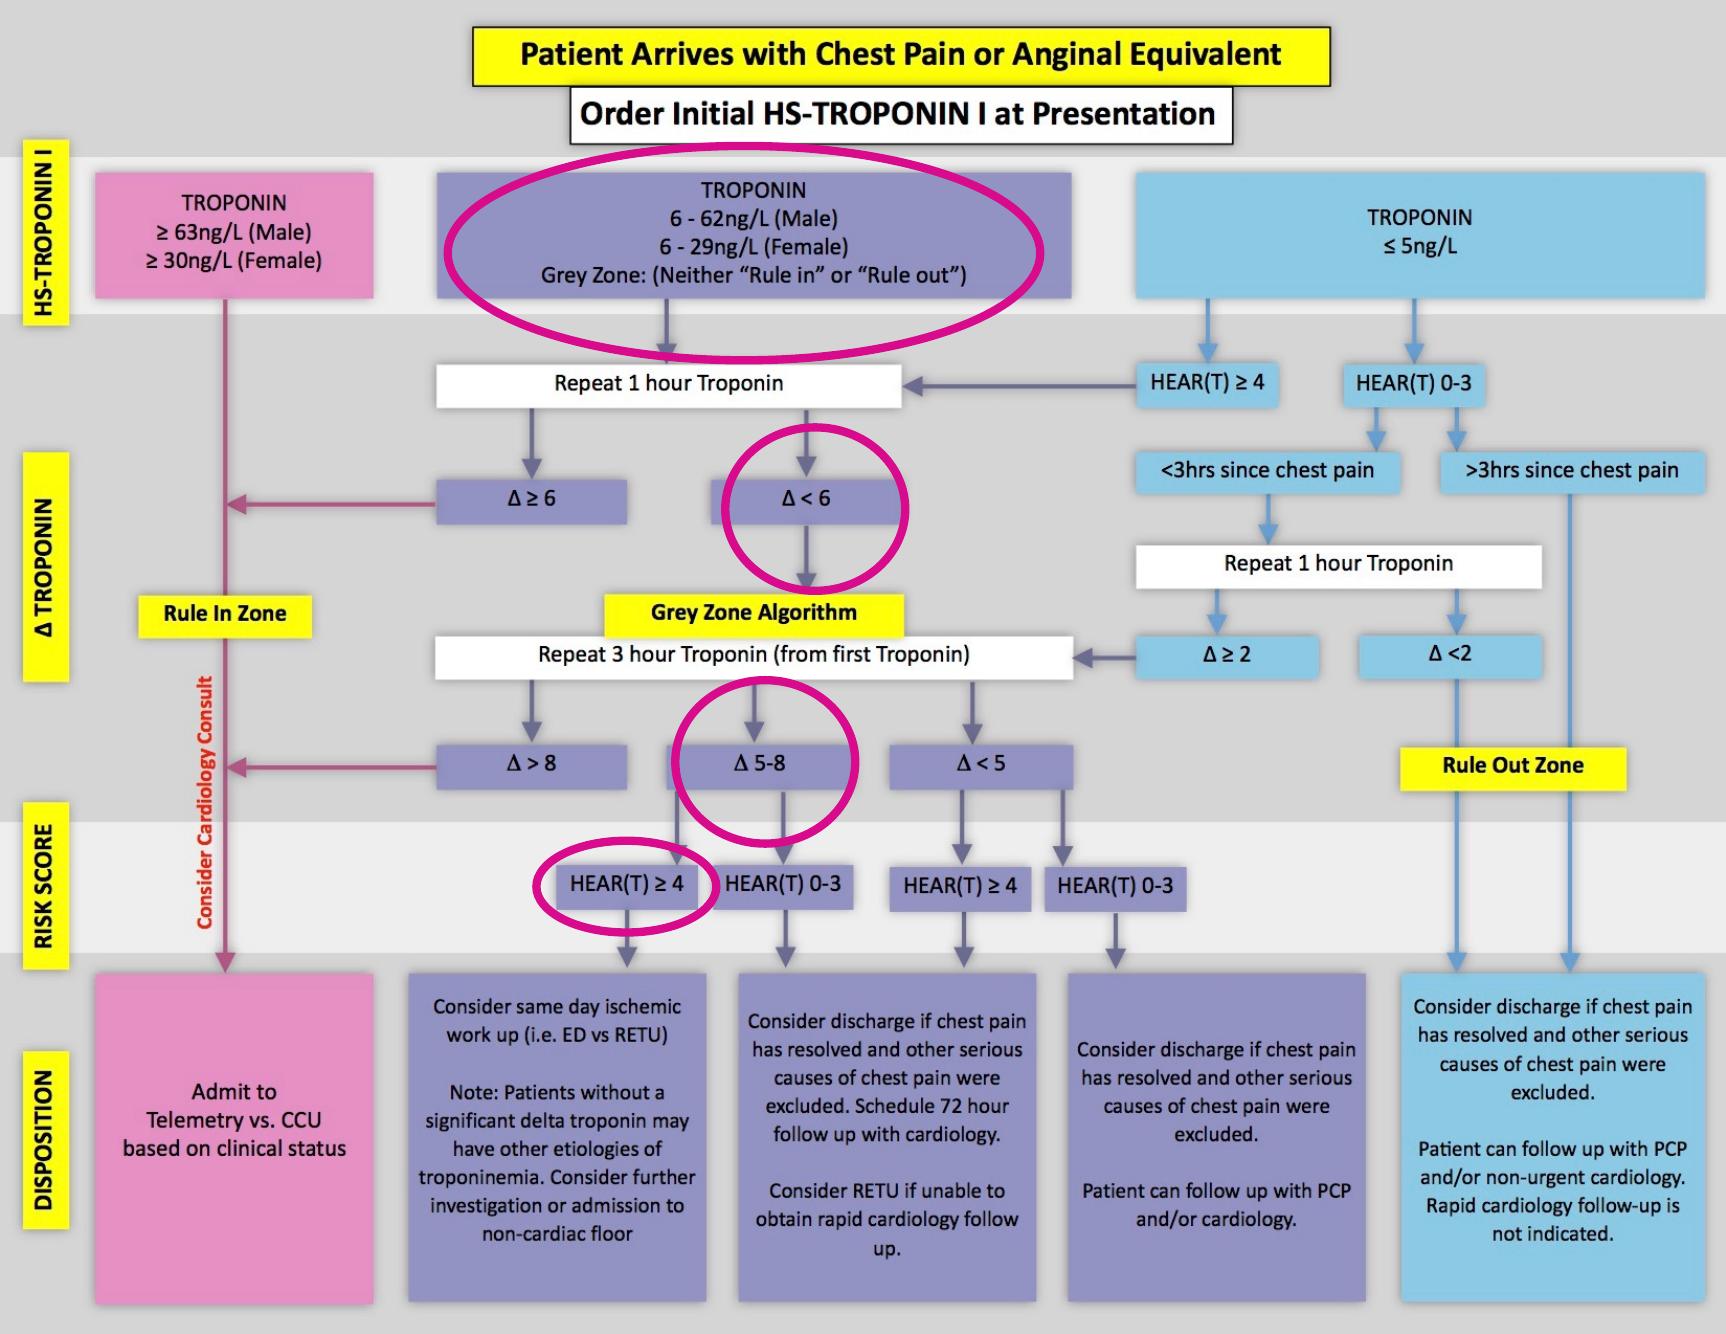 Patient Arrives with Chest Pain or Anginal Equivalent
Order Initial HS-TROPONIN I at Presentation
HS-TROPONIN I
TROPONIN
≥ 63ng/L (Male)
≥ 30ng/L (Female)
TROPONIN
6 - 62ng/L (Male)
6 - 29ng/L (Female)
Grey Zone: (Neither “Rule in” or “Rule out”)
TROPONIN
≤ 5ng/L
Repeat 1 hour Troponin
HEAR(T) ≥ 4
HEAR(T) 0-3
Δ TROPONIN
<3hrs since chest pain
>3hrs since chest pain
Δ ≥ 6
Δ < 6
Repeat 1 hour Troponin
Rule In Zone
Grey Zone Algorithm
Repeat 3 hour Troponin (from first Troponin)
Δ ≥ 2
Δ <2
Consider Cardiology Consult
Δ > 8
Δ 5-8
Δ < 5
Rule Out Zone
RISK SCORE
HEAR(T) ≥ 4
HEAR(T) 0-3
HEAR(T) ≥ 4
HEAR(T) 0-3
DISPOSITION
Admit to
Telemetry vs. CCU
based on clinical status
Consider same day ischemic
work up (i.e. ED vs RETU)
Note: Patients without a
significant delta troponin may
have other etiologies of
troponinemia. Consider further
investigation or admission to
non-cardiac floor
Consider discharge if chest pain
has resolved and other serious
causes of chest pain were
excluded. Schedule 72 hour
follow up with cardiology.
Consider RETU if unable to
obtain rapid cardiology follow
up.
Consider discharge if chest pain
has resolved and other serious
causes of chest pain were
excluded.
Patient can follow up with PCP
and/or cardiology.
Consider discharge if chest pain
has resolved and other serious
causes of chest pain were
excluded.
Patient can follow up with PCP
and/or non-urgent cardiology.
Rapid cardiology follow-up is
not indicated.